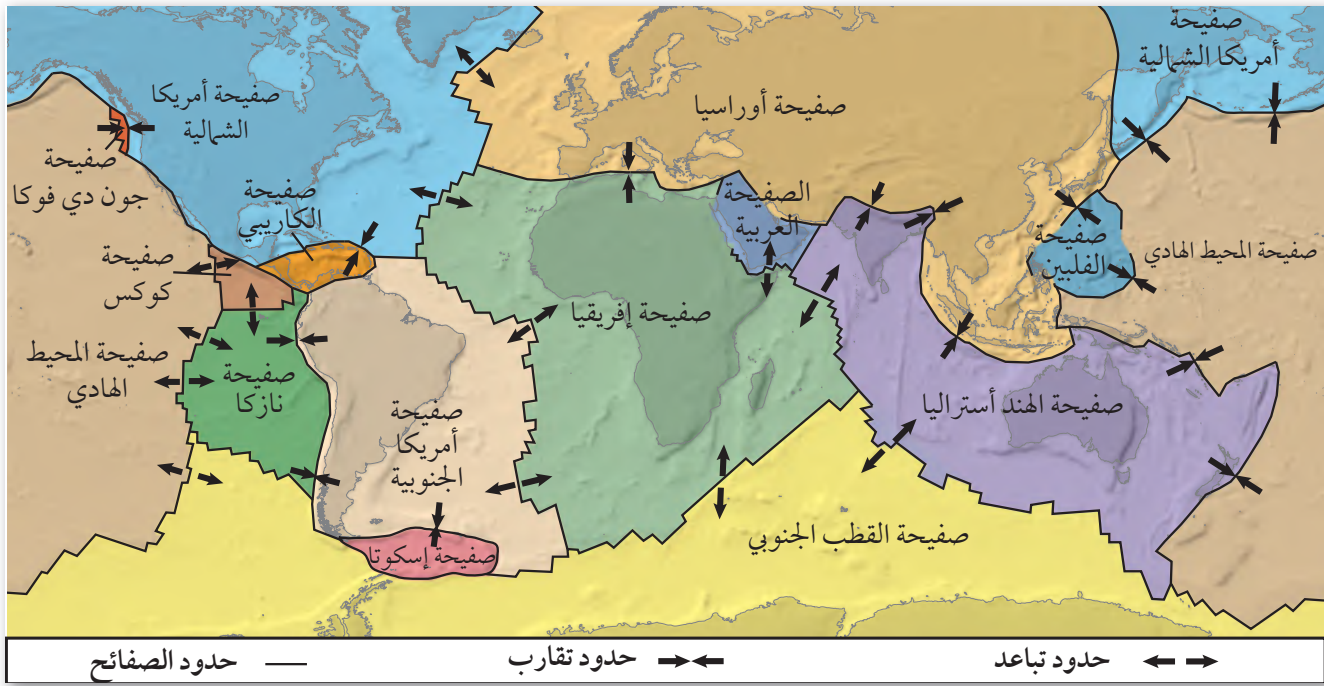 صفيحة
أمريكا الشمالية
صفيحة أوراسيا
صفيحة أمريكا
الشمالية
صفيحة
جون دي فوكا
صفيحة
الكاريبي
الصفيحة
العربية
صفيحة
الفلبين
صفيحة المحيط الهادي
صفيحة
كوكس
صفيحة إفريقيا
صفيحة المحيط
الهادي
صفيحة
نازكا
صفيحة
أمريكا
الجنوبية
صفيحة الهند أستراليا
صفيحة القطب الجنوبي
صفيحة إسكوتا
حدود تباعد
حدود تقارب
حدود الصفائح